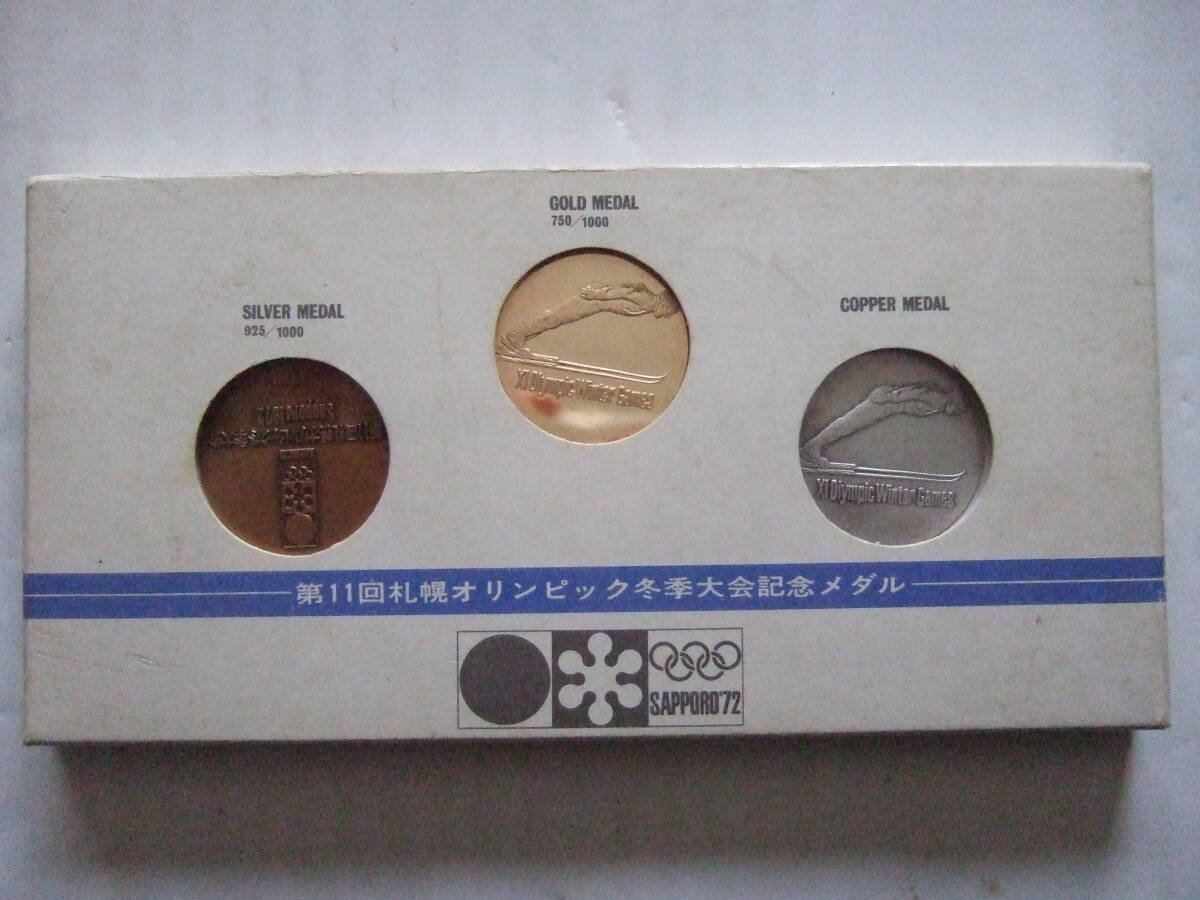 GOLD MEDAL
750/1000
SILVER MEDAL
925/1000
COPPER MEDAL
XI Olympic Winter Games
XI Olympic Winter Games
第11回札幌オリンピック冬季大会記念メダル
SAPPORO'72